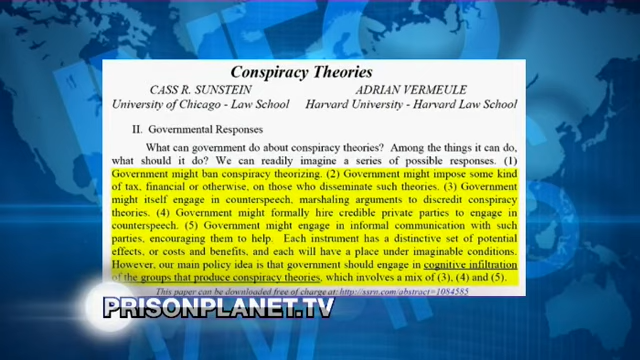 Conspiracy Theories
CASS R. SUNSTEIN ADRIAN VERMEULE
University of Chicago - Law School Harvard University - Harvard Law School
II. Governmental Responses
What can government do about conspiracy theories? Among the things it can do,
what should it do? We can readily imagine a series of possible responses. (1)
Government might ban conspiracy theorizing. (2) Government might impose some kind
of tax, financial or otherwise, on those who disseminate such theories. (3) Government
might itself engage in counterspeech, marshaling arguments to discredit conspiracy
theories. (4) Government might formally hire credible private parties to engage in
counterspeech. (5) Government might engage in informal communication with such
parties, encouraging them to help. Each instrument has a distinctive set of potential
effects, or costs and benefits, and each will have a place under imaginable conditions.
However, our main policy idea is that government should engage in cognitive infiltration
of the groups that produce conspiracy theories, which involves a mix of (3), (4) and (5).
This paper can be downloaded free of charge at: http://ssrn.com/abstract=1084585
PRISONPLANET.TV